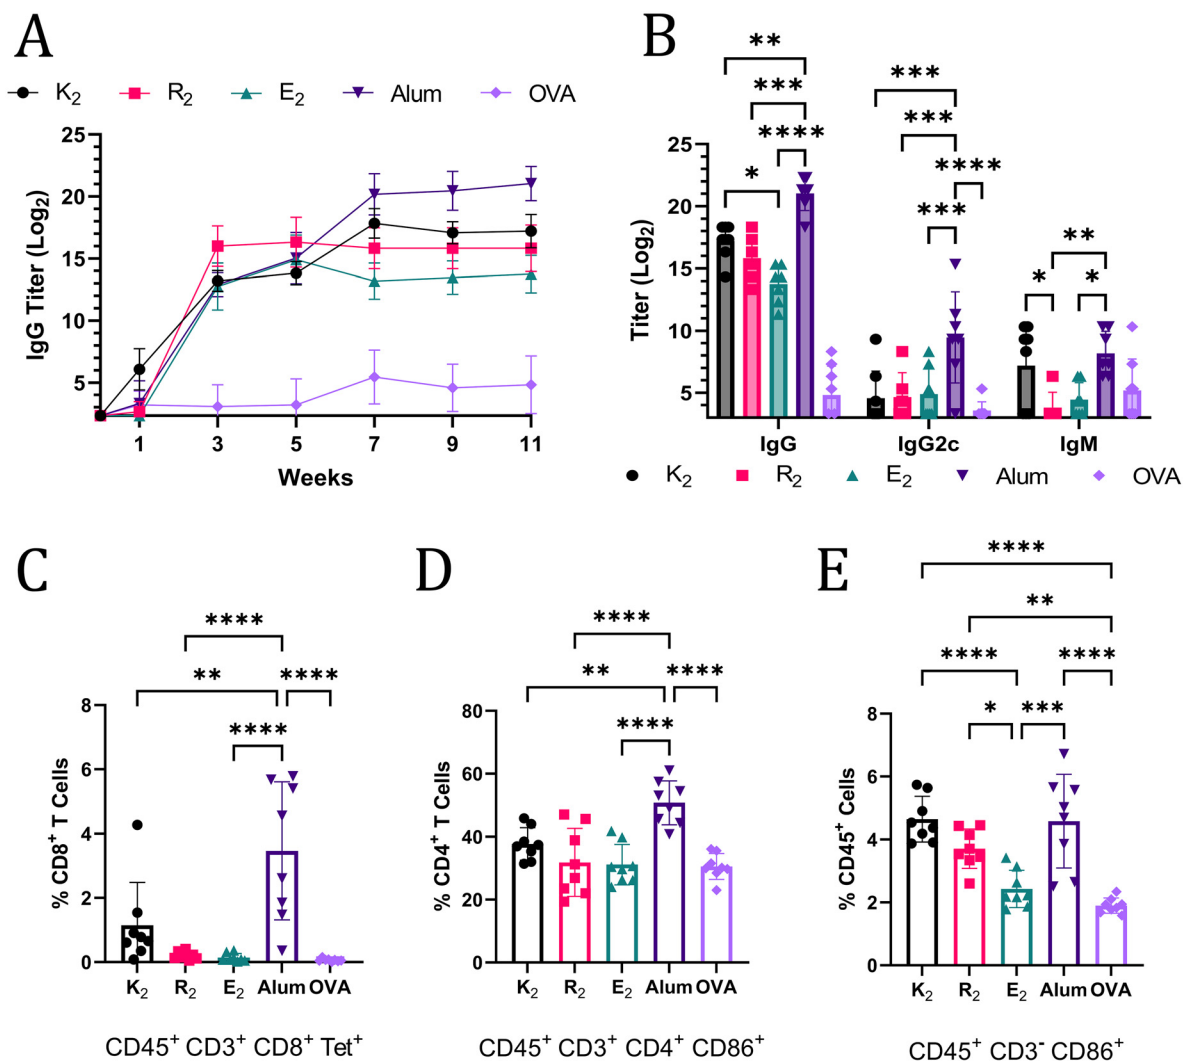 A
B
K₂ R₂ E₂ Alum OVA
IgG Titer (Log₂)
25
20
15
10
5
1 3 5 7 9 11
Weeks
Titer (Log₂)
25
20
15
10
5
** *** **** *
*** *** **** ***
** * *
IgG IgG2c IgM
K₂ R₂ E₂ Alum OVA
C
**** ** **** ****
% CD8⁺ T Cells
8
6
4
2
0
K₂ R₂ E₂ Alum OVA
CD45⁺ CD3⁺ CD8⁺ Tet⁺
D
**** ** **** ****
% CD4⁺ T Cells
80
60
40
20
0
K₂ R₂ E₂ Alum OVA
CD45⁺ CD3⁺ CD4⁺ CD86⁺
E
**** ** **** **** * ***
% CD45⁺ Cells
8
6
4
2
0
K₂ R₂ E₂ Alum OVA
CD45⁺ CD3⁻ CD86⁺